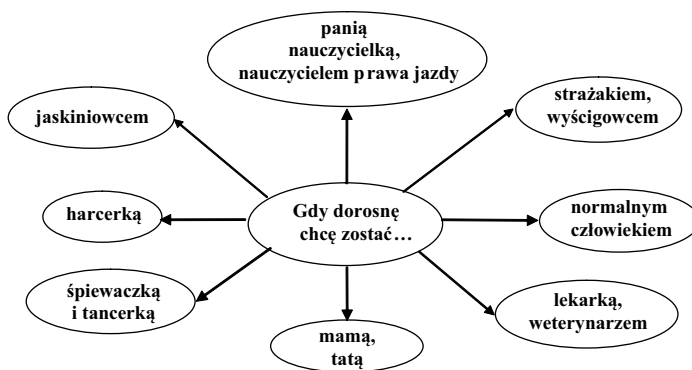 panią
nauczycielką,
nauczycielem prawa jazdy
strażakiem,
wyścigowcem
jaskiniowcem
harcerką
Gdy dorosnę
chcę zostać…
normalnym
człowiekiem
śpiewaczką
i tancerką
lekarką,
weterynarzem
mamą,
tatą